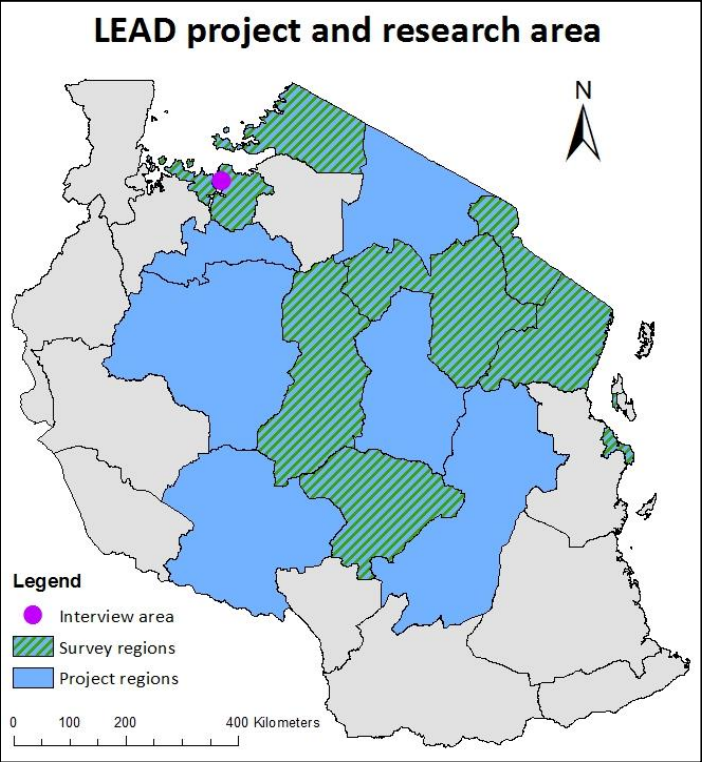 LEAD project and research area
N
Legend
Interview area
Survey regions
Project regions
0 100 200 400 Kilometers